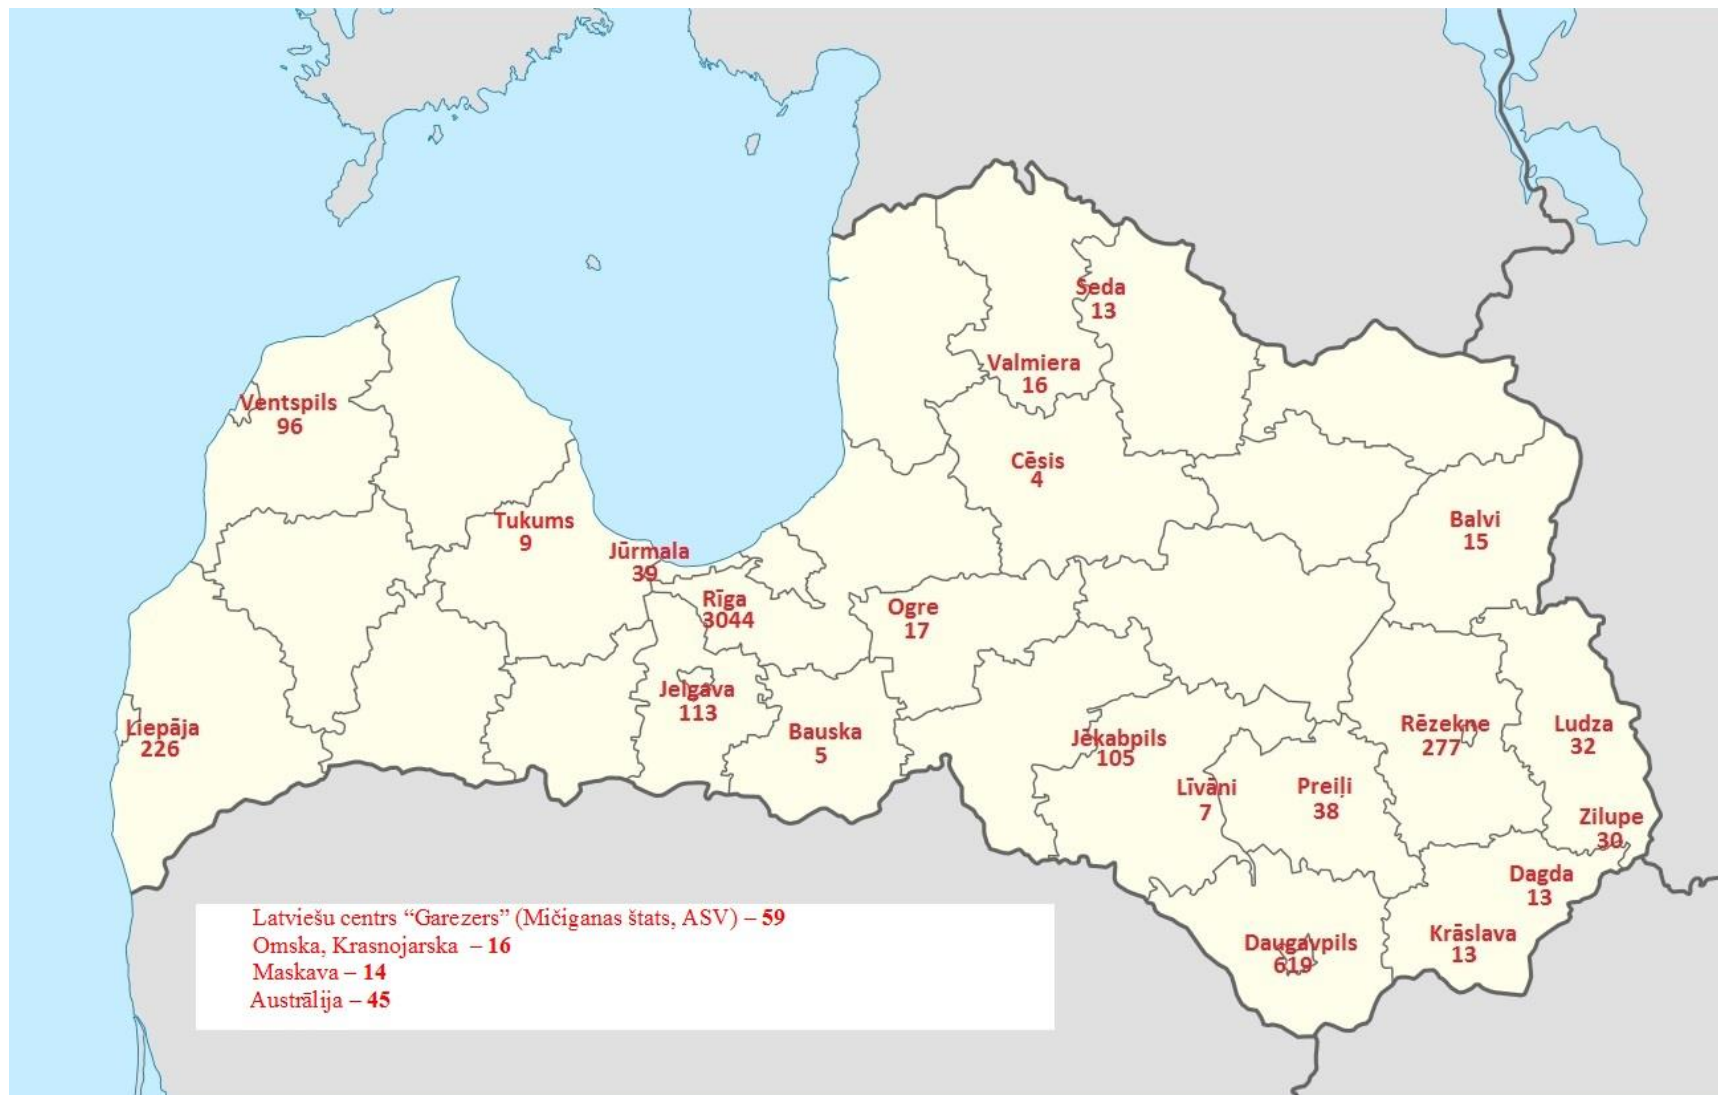 Seda
13
Valmiera
16
Ventspils
96
Cēsis
4
Tukums
9
Balvi
15
Jūrmala
39
Rīga
3044
Ogre
17
Jelgava
113
Liepāja
226
Bauska
5
Jēkabpils
105
Rēzekne
277
Ludza
32
Līvāni
7
Preiļi
38
Zilupe
30
Dagda
13
Krāslava
13
Daugavpils
619
Latviešu centrs “Garezers” (Mičiganas štats, ASV) – 59
Omska, Krasnojarska – 16
Maskava – 14
Austrālija – 45